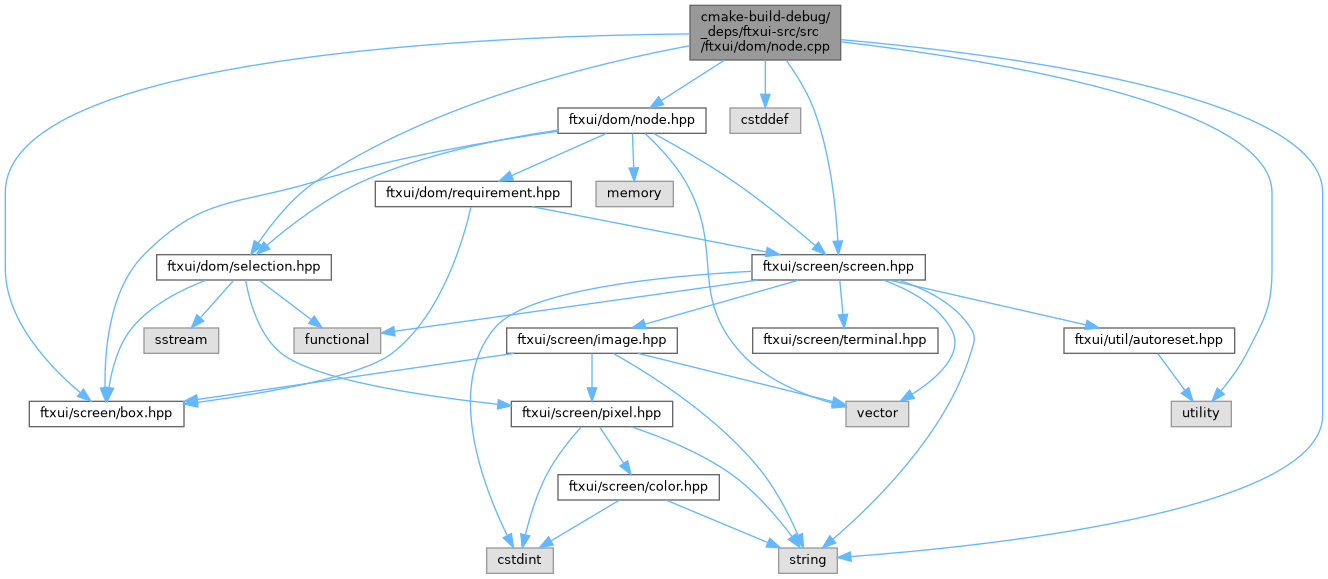 cmake-build-debug/
_deps/ftxui-src/src
/ftxui/dom/node.cpp
ftxui/dom/node.hpp
cstddef
ftxui/dom/requirement.hpp
memory
ftxui/dom/selection.hpp
ftxui/screen/screen.hpp
sstream
functional
ftxui/screen/image.hpp
ftxui/screen/terminal.hpp
ftxui/util/autoreset.hpp
ftxui/screen/box.hpp
ftxui/screen/pixel.hpp
vector
utility
ftxui/screen/color.hpp
cstdint
string